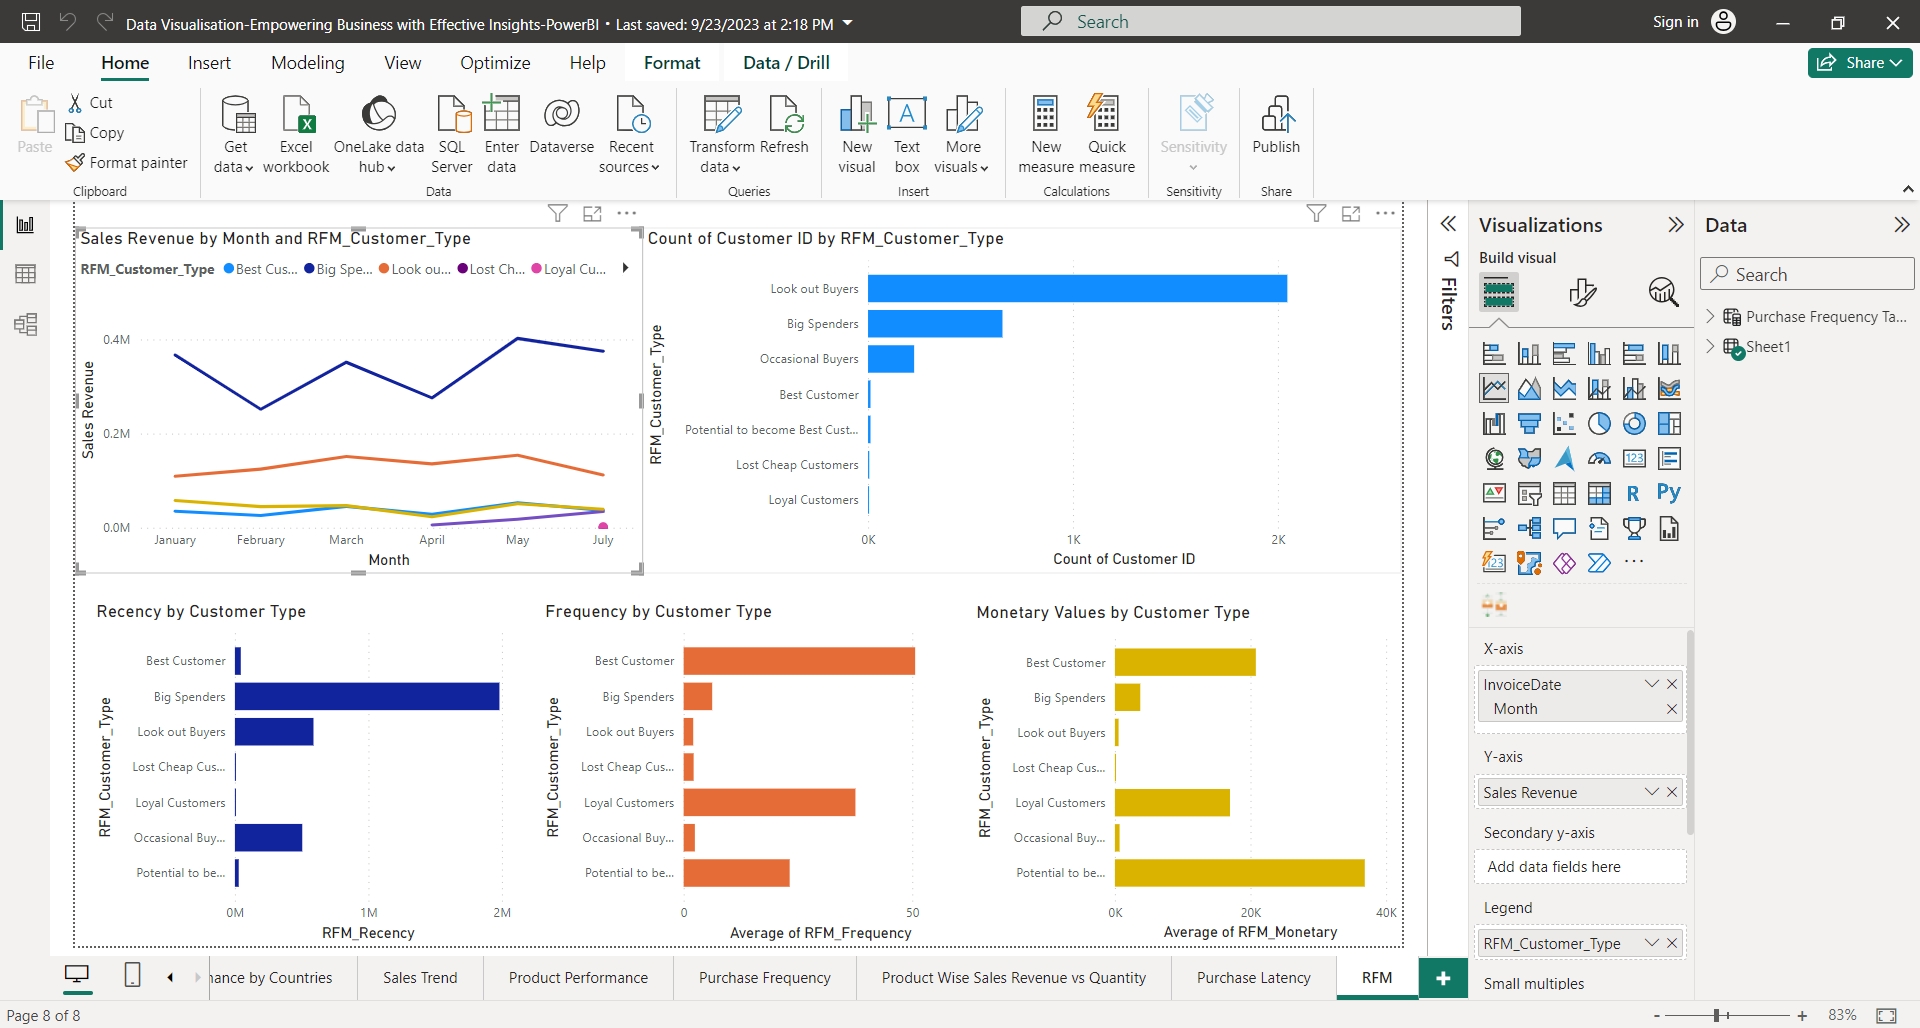 Data Visualisation-Empowering Business with Effective Insights-PowerBI • Last saved: 9/23/2023 at 2:18 PM
Search
Sign in
File Home Insert Modeling View Optimize Help Format Data / Drill
Share
Paste
Cut
Copy
Format painter
Clipboard
Get data
Excel workbook
OneLake data hub
SQL Server
Enter data
Dataverse
Recent sources
Data
Transform data
Refresh
Queries
New visual
Text box
More visuals
Insert
New measure
Quick measure
Calculations
Sensitivity
Sensitivity
Publish
Share
Sales Revenue by Month and RFM_Customer_Type
RFM_Customer_Type Best Cus... Big Spe... Look ou... Lost Ch... Loyal Cu...
Sales Revenue
0.4M
0.2M
0.0M
January February March April May July
Month
Count of Customer ID by RFM_Customer_Type
RFM_Customer_Type
Look out Buyers
Big Spenders
Occasional Buyers
Best Customer
Potential to become Best Cust...
Lost Cheap Customers
Loyal Customers
0K 1K 2K
Count of Customer ID
Recency by Customer Type
RFM_Customer_Type
Best Customer
Big Spenders
Look out Buyers
Lost Cheap Cus...
Loyal Customers
Occasional Buy...
Potential to be...
0M 1M 2M
RFM_Recency
Frequency by Customer Type
RFM_Customer_Type
Best Customer
Big Spenders
Look out Buyers
Lost Cheap Cus...
Loyal Customers
Occasional Buy...
Potential to be...
0 50
Average of RFM_Frequency
Monetary Values by Customer Type
RFM_Customer_Type
Best Customer
Big Spenders
Look out Buyers
Lost Cheap Cus...
Loyal Customers
Occasional Buy...
Potential to be...
0K 20K 40K
Average of RFM_Monetary
Filters
Visualizations
Build visual
123
R
Py
123
X-axis
InvoiceDate
Month
Y-axis
Sales Revenue
Secondary y-axis
Add data fields here
Legend
RFM_Customer_Type
Small multiples
Data
Search
Purchase Frequency Ta...
Sheet1
nance by Countries
Sales Trend
Product Performance
Purchase Frequency
Product Wise Sales Revenue vs Quantity
Purchase Latency
RFM
Page 8 of 8
83%